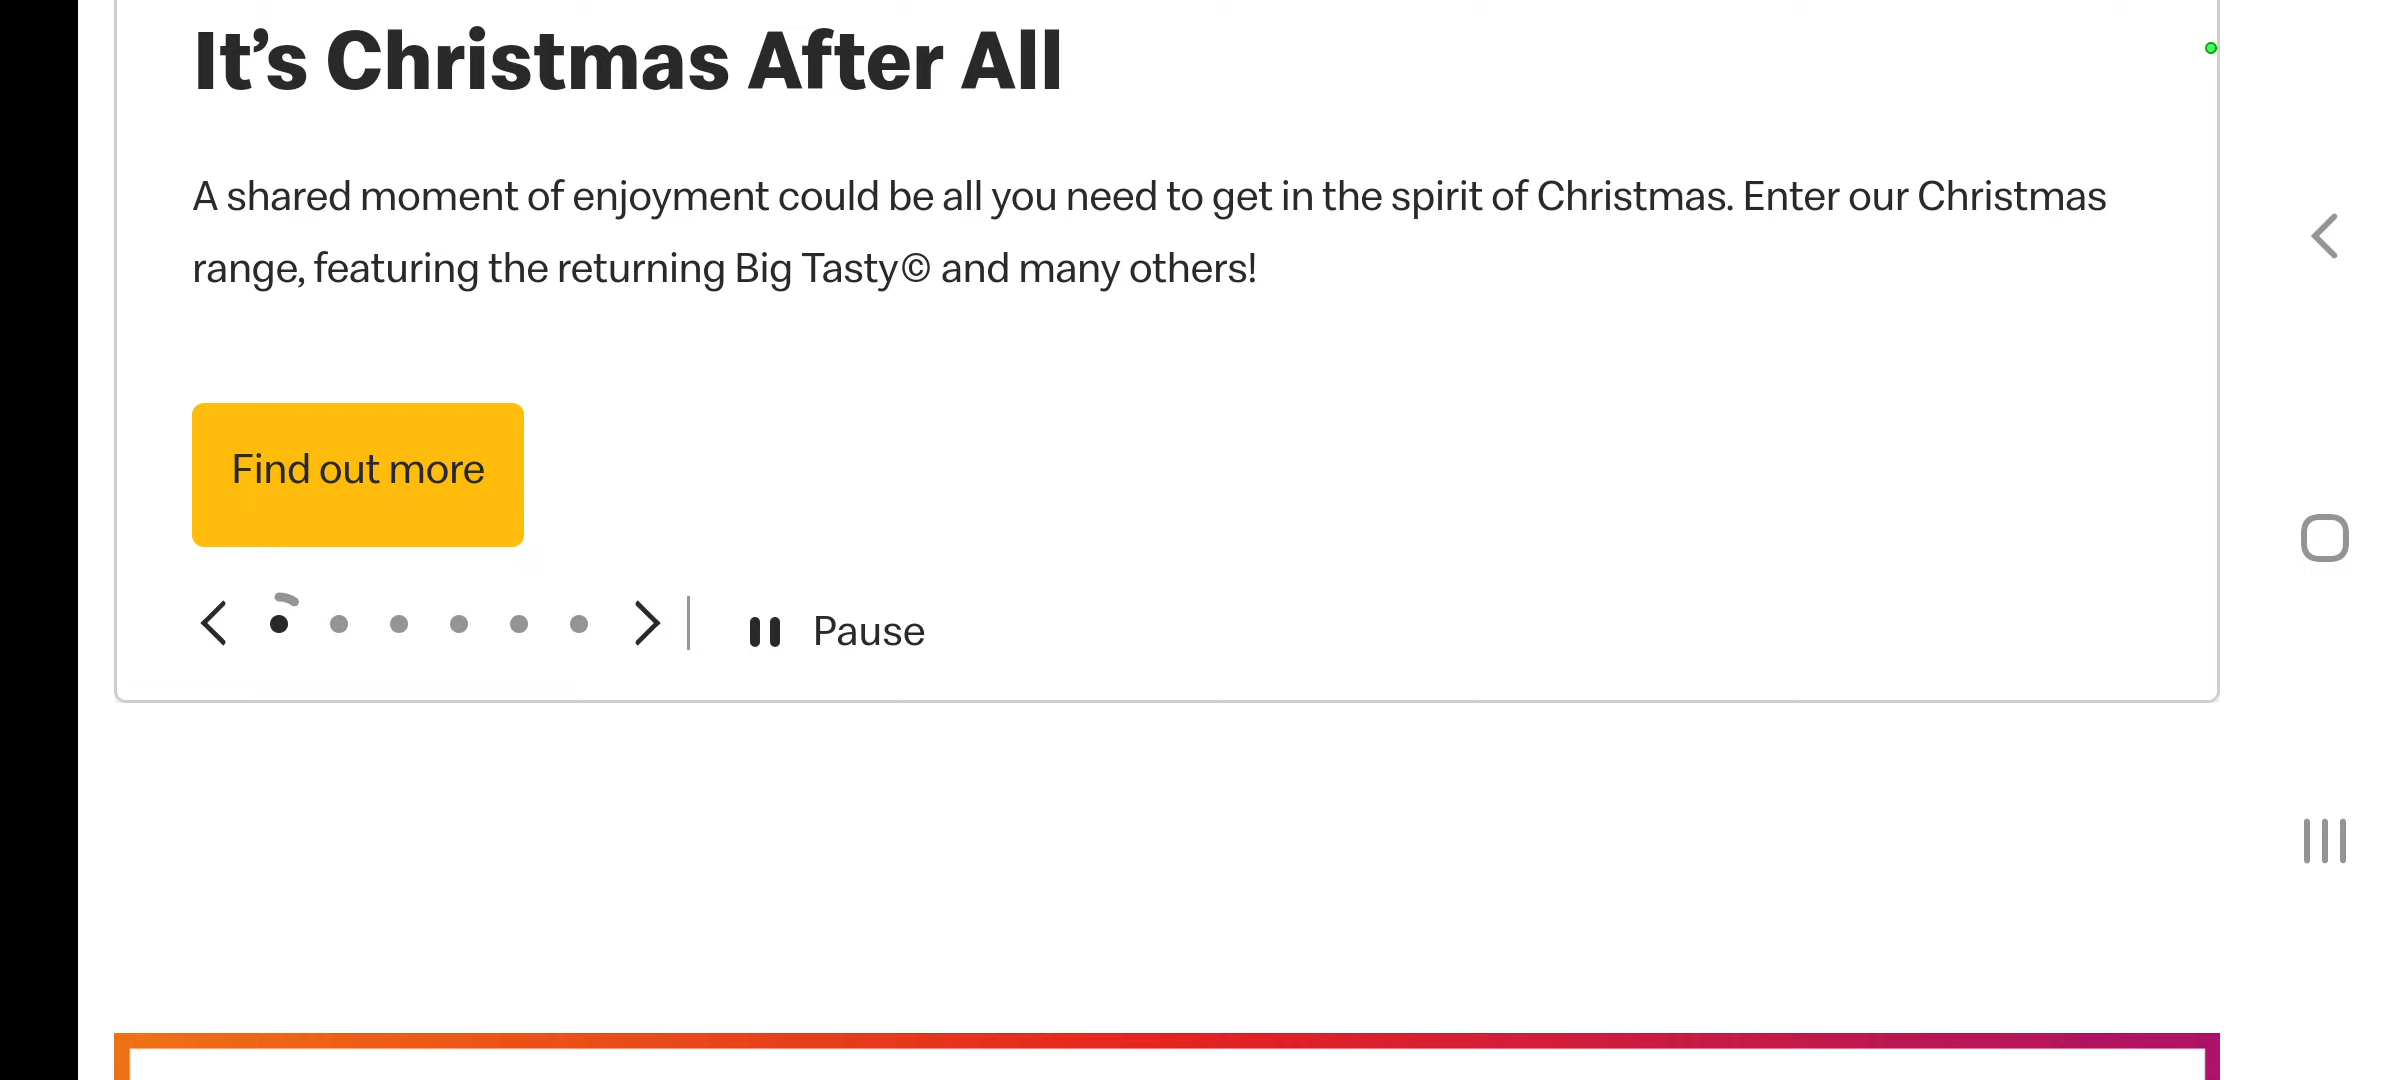 It’s Christmas After All
A shared moment of enjoyment could be all you need to get in the spirit of Christmas. Enter our Christmas
range, featuring the returning Big Tasty© and many others!
Find out more
Pause